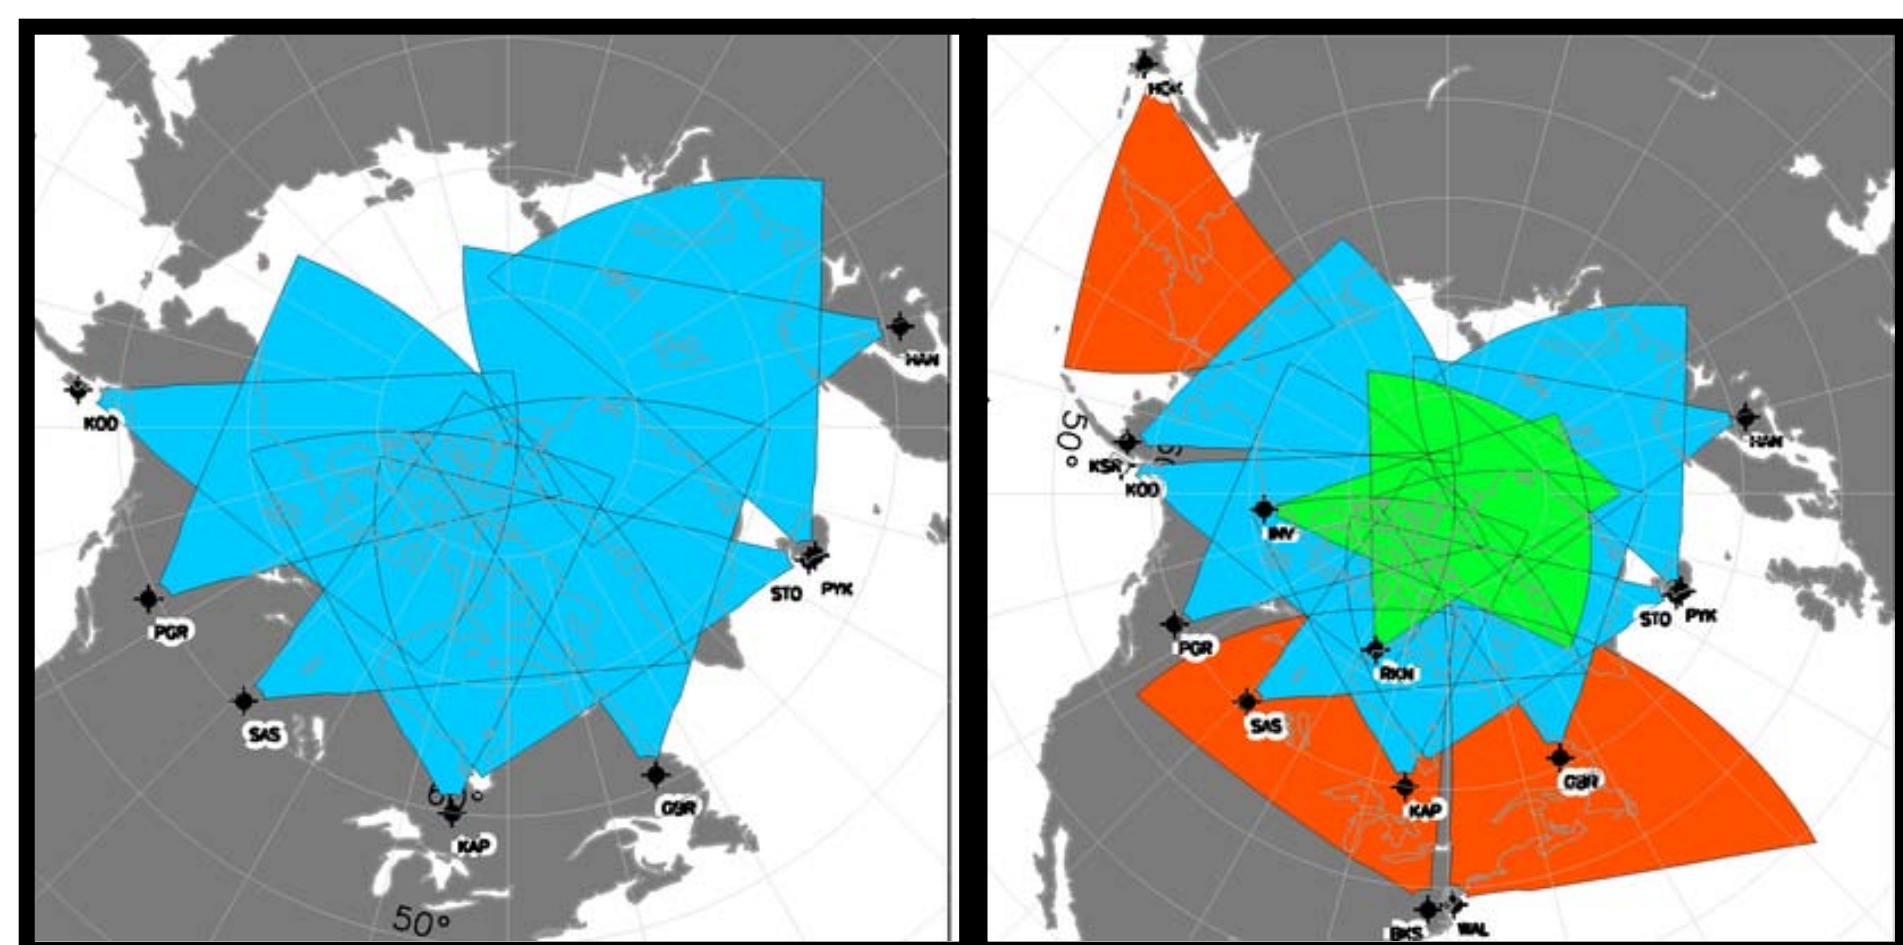 KOD
HAN
STO
PYK
PGR
SAS
GBR
60°
KAP
50°
HOK
50°
HAN
KSR
KOD
INV
STO
PYK
PGR
RKN
SAS
GBR
KAP
BKS
WAL